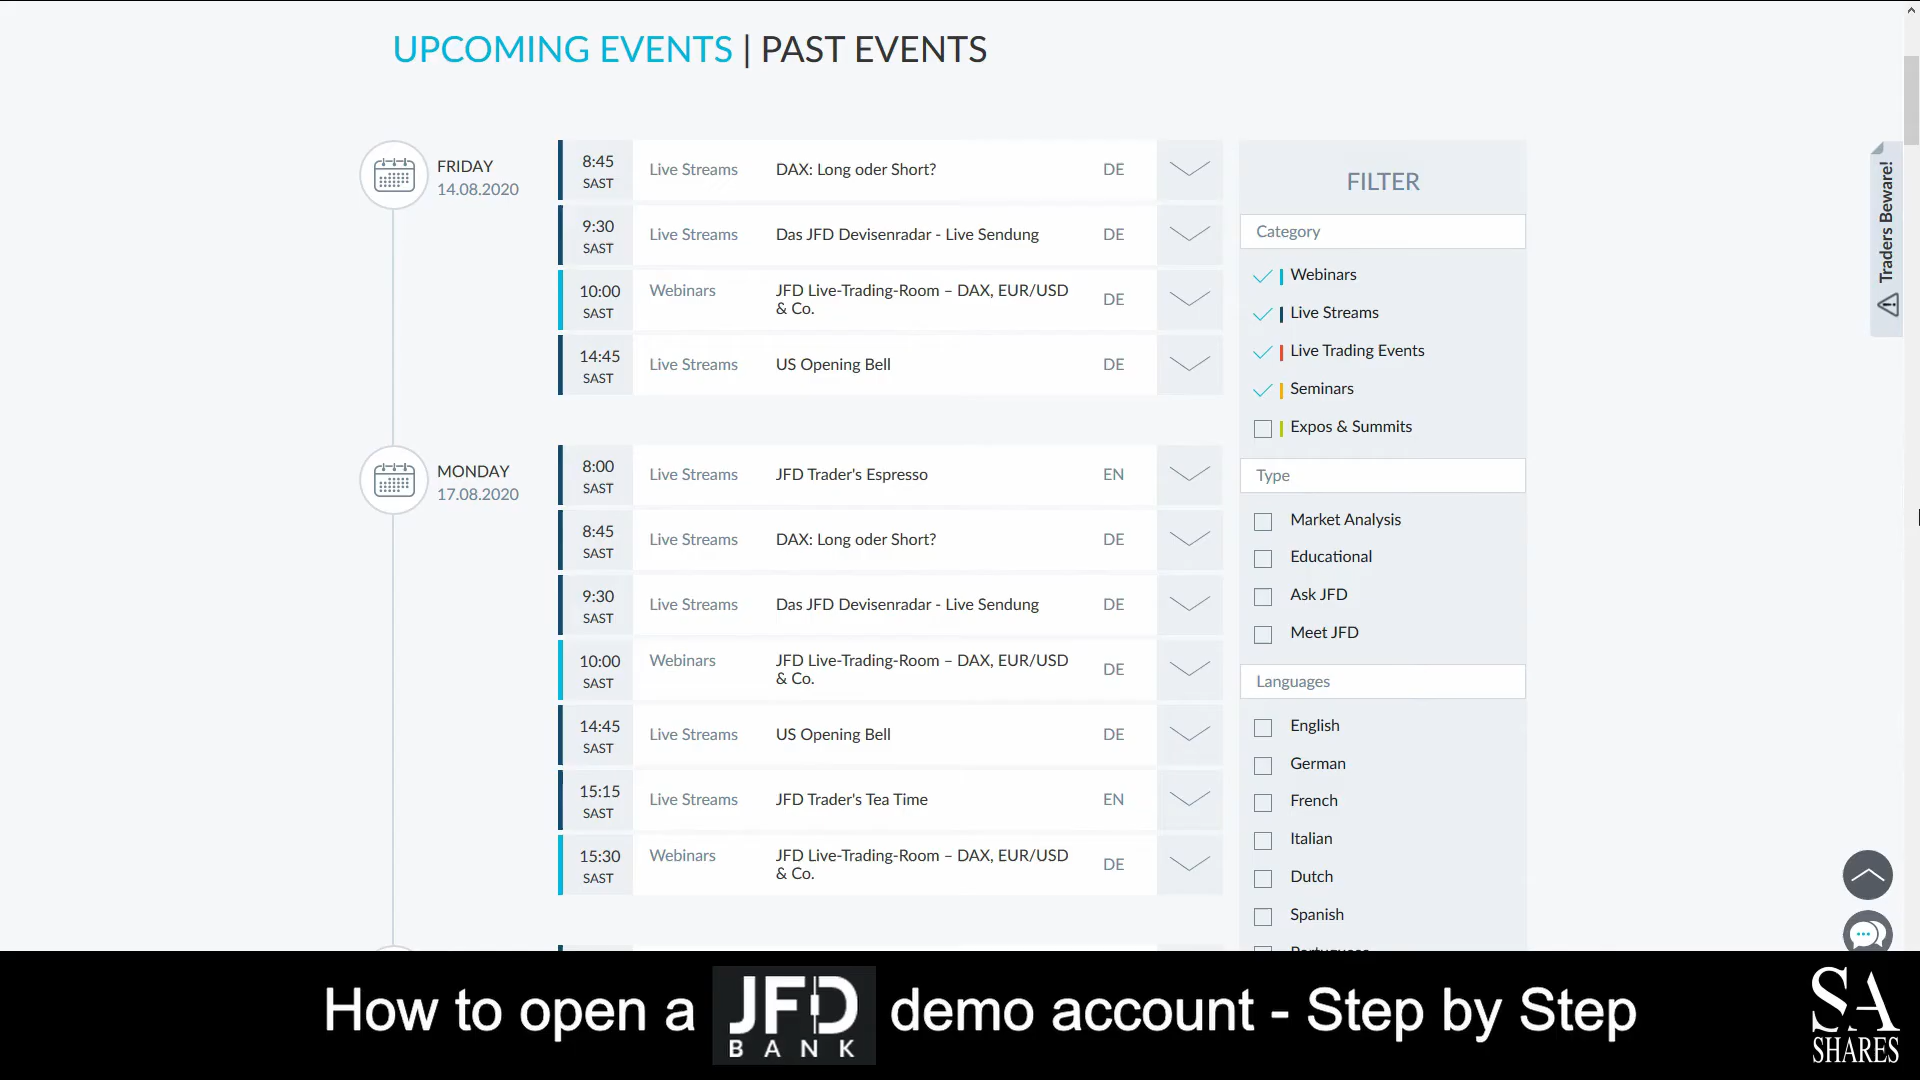 UPCOMING EVENTS | PAST EVENTS
FRIDAY
14.08.2020
8:45
SAST
Live Streams
DAX: Long oder Short?
DE
9:30
SAST
Live Streams
Das JFD Devisenradar - Live Sendung
DE
10:00
SAST
Webinars
JFD Live-Trading-Room – DAX, EUR/USD
& Co.
DE
14:45
SAST
Live Streams
US Opening Bell
DE
MONDAY
17.08.2020
8:00
SAST
Live Streams
JFD Trader's Espresso
EN
8:45
SAST
Live Streams
DAX: Long oder Short?
DE
9:30
SAST
Live Streams
Das JFD Devisenradar - Live Sendung
DE
10:00
SAST
Webinars
JFD Live-Trading-Room – DAX, EUR/USD
& Co.
DE
14:45
SAST
Live Streams
US Opening Bell
DE
15:15
SAST
Live Streams
JFD Trader's Tea Time
EN
15:30
SAST
Webinars
JFD Live-Trading-Room – DAX, EUR/USD
& Co.
DE
FILTER
Category
Webinars
Live Streams
Live Trading Events
Seminars
Expos & Summits
Type
Market Analysis
Educational
Ask JFD
Meet JFD
Languages
English
German
French
Italian
Dutch
Spanish
Traders Beware!
How to open a JFD BANK demo account - Step by Step
SA
SHARES